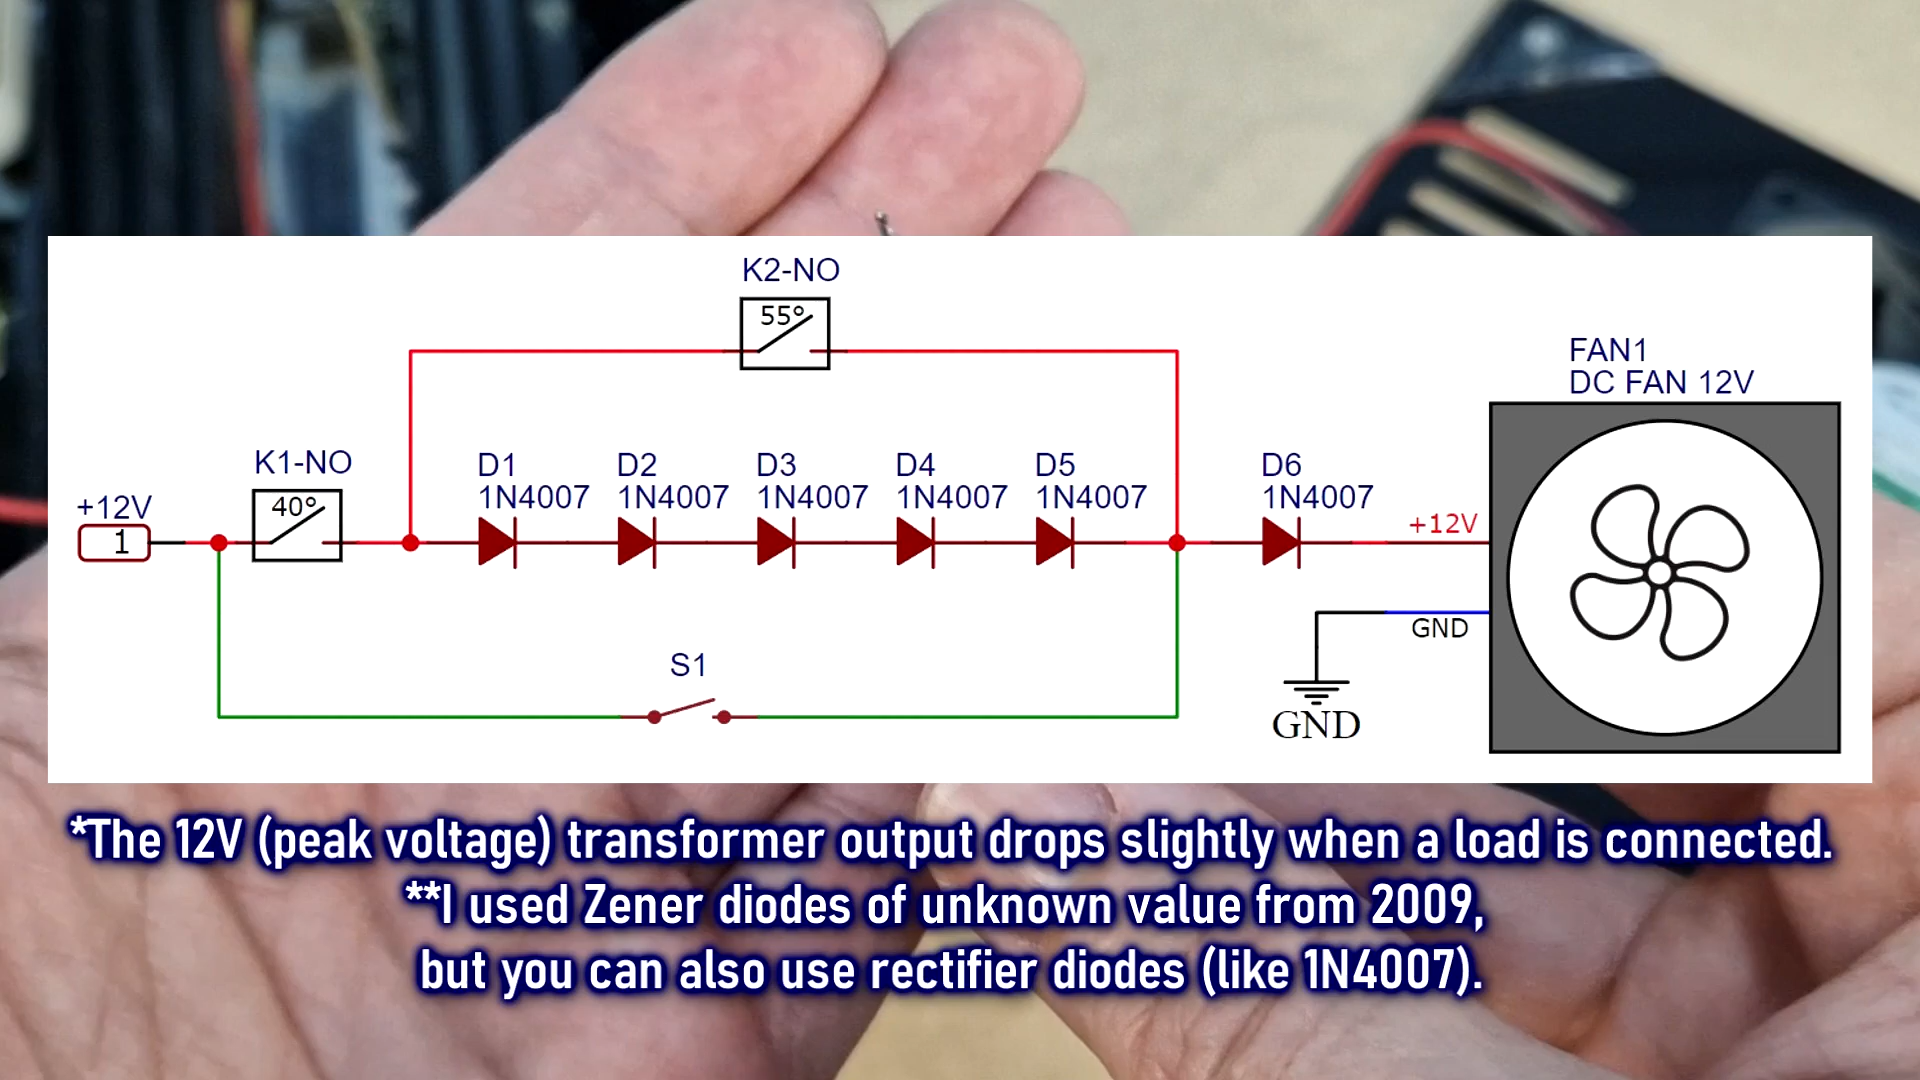 K2-NO
55°
FAN1
DC FAN 12V
K1-NO
40°
D1
1N4007
D2
1N4007
D3
1N4007
D4
1N4007
D5
1N4007
D6
1N4007
+12V
1
+12V
GND
S1
GND
*The 12V (peak voltage) transformer output drops slightly when a load is connected.
**I used Zener diodes of unknown value from 2009,
but you can also use rectifier diodes (like 1N4007).